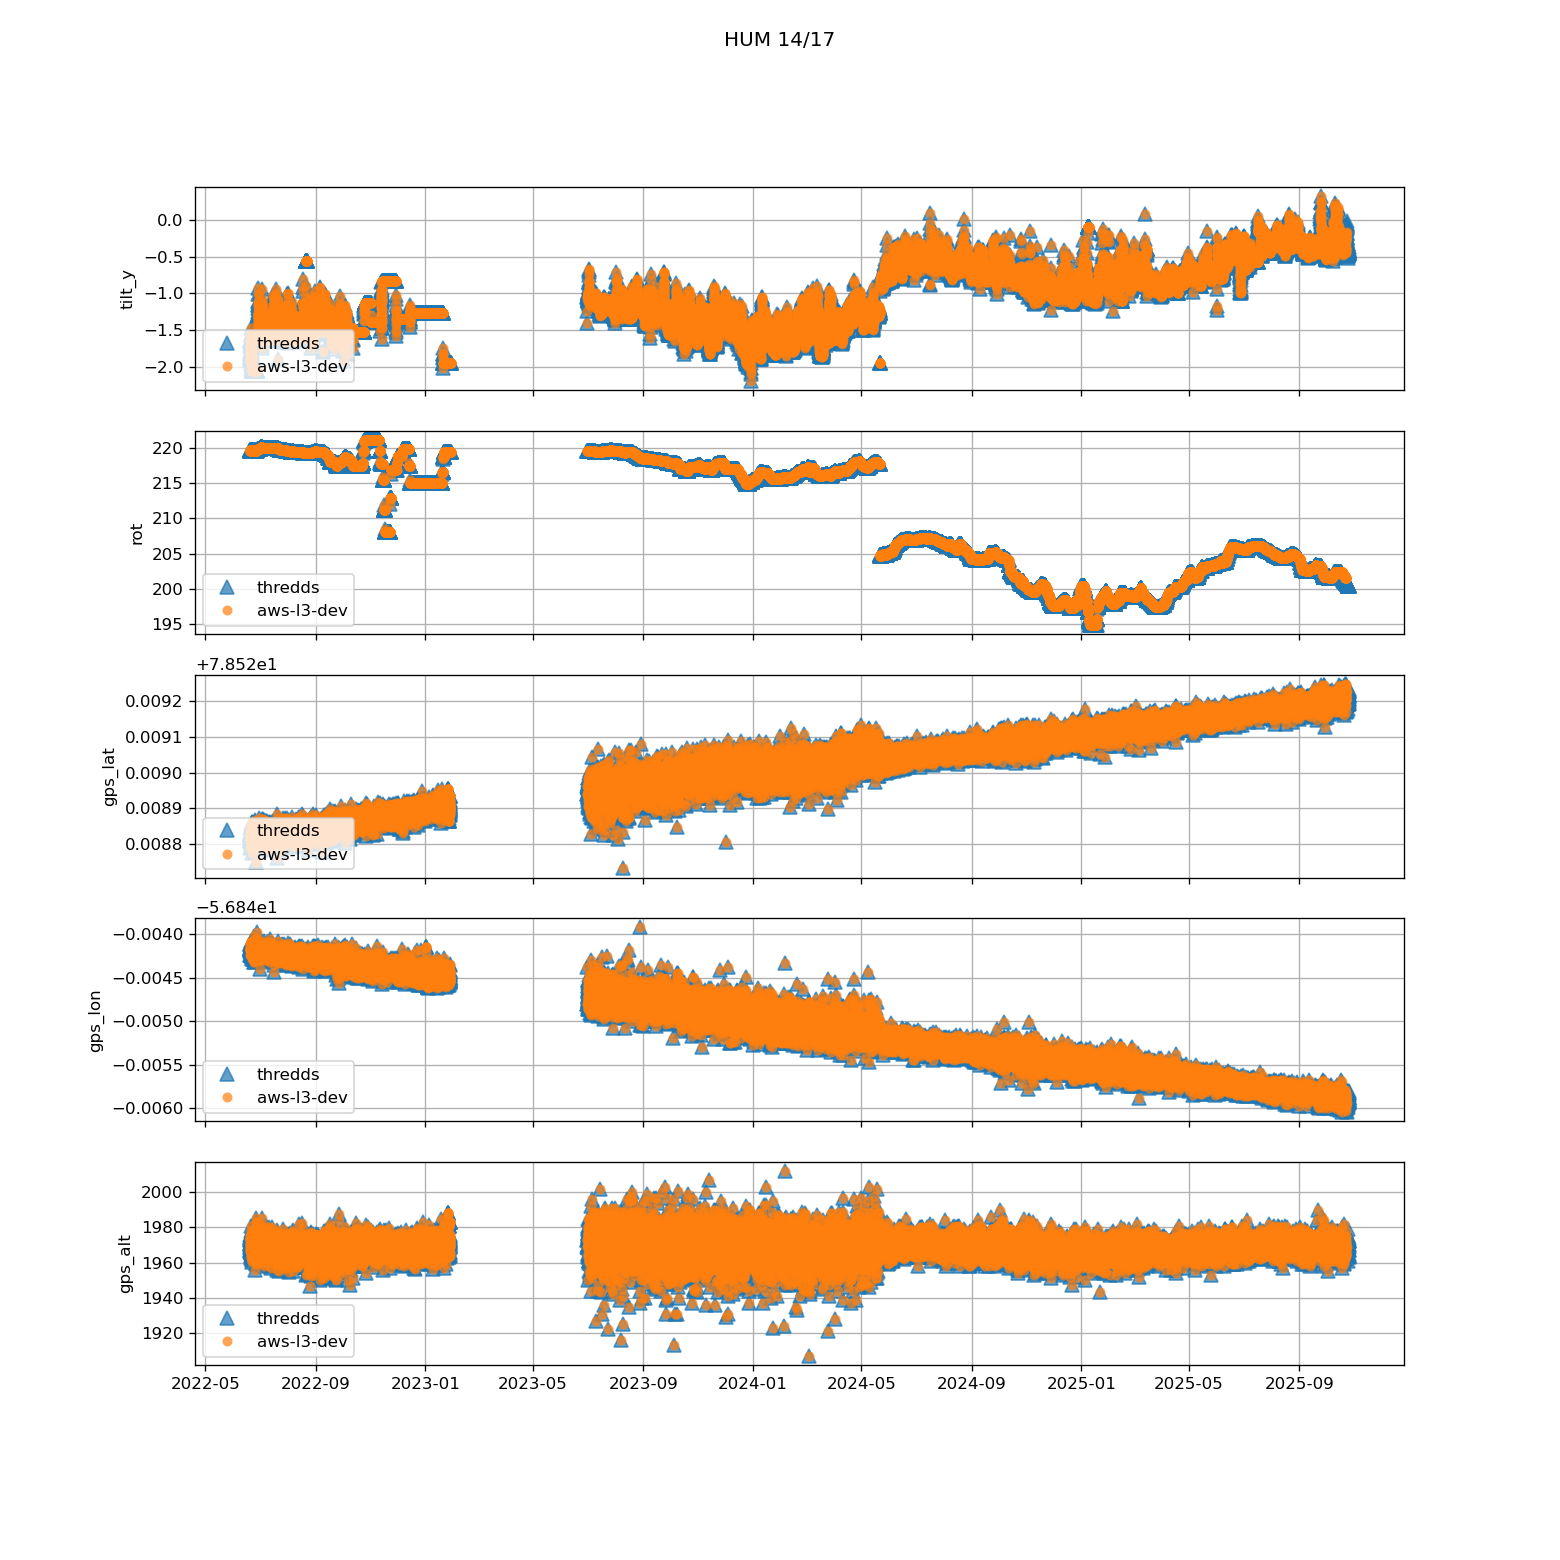 HUM 14/17
0.0
−0.5
−1.0
−1.5
−2.0
tilt_y
thredds
aws-l3-dev
220
215
210
205
200
195
rot
thredds
aws-l3-dev
+7.852e1
0.0092
0.0091
0.0090
0.0089
0.0088
gps_lat
thredds
aws-l3-dev
−5.684e1
−0.0040
−0.0045
−0.0050
−0.0055
−0.0060
gps_lon
thredds
aws-l3-dev
2000
1980
1960
1940
1920
gps_alt
thredds
aws-l3-dev
2022-05 2022-09 2023-01 2023-05 2023-09 2024-01 2024-05 2024-09 2025-01 2025-05 2025-09